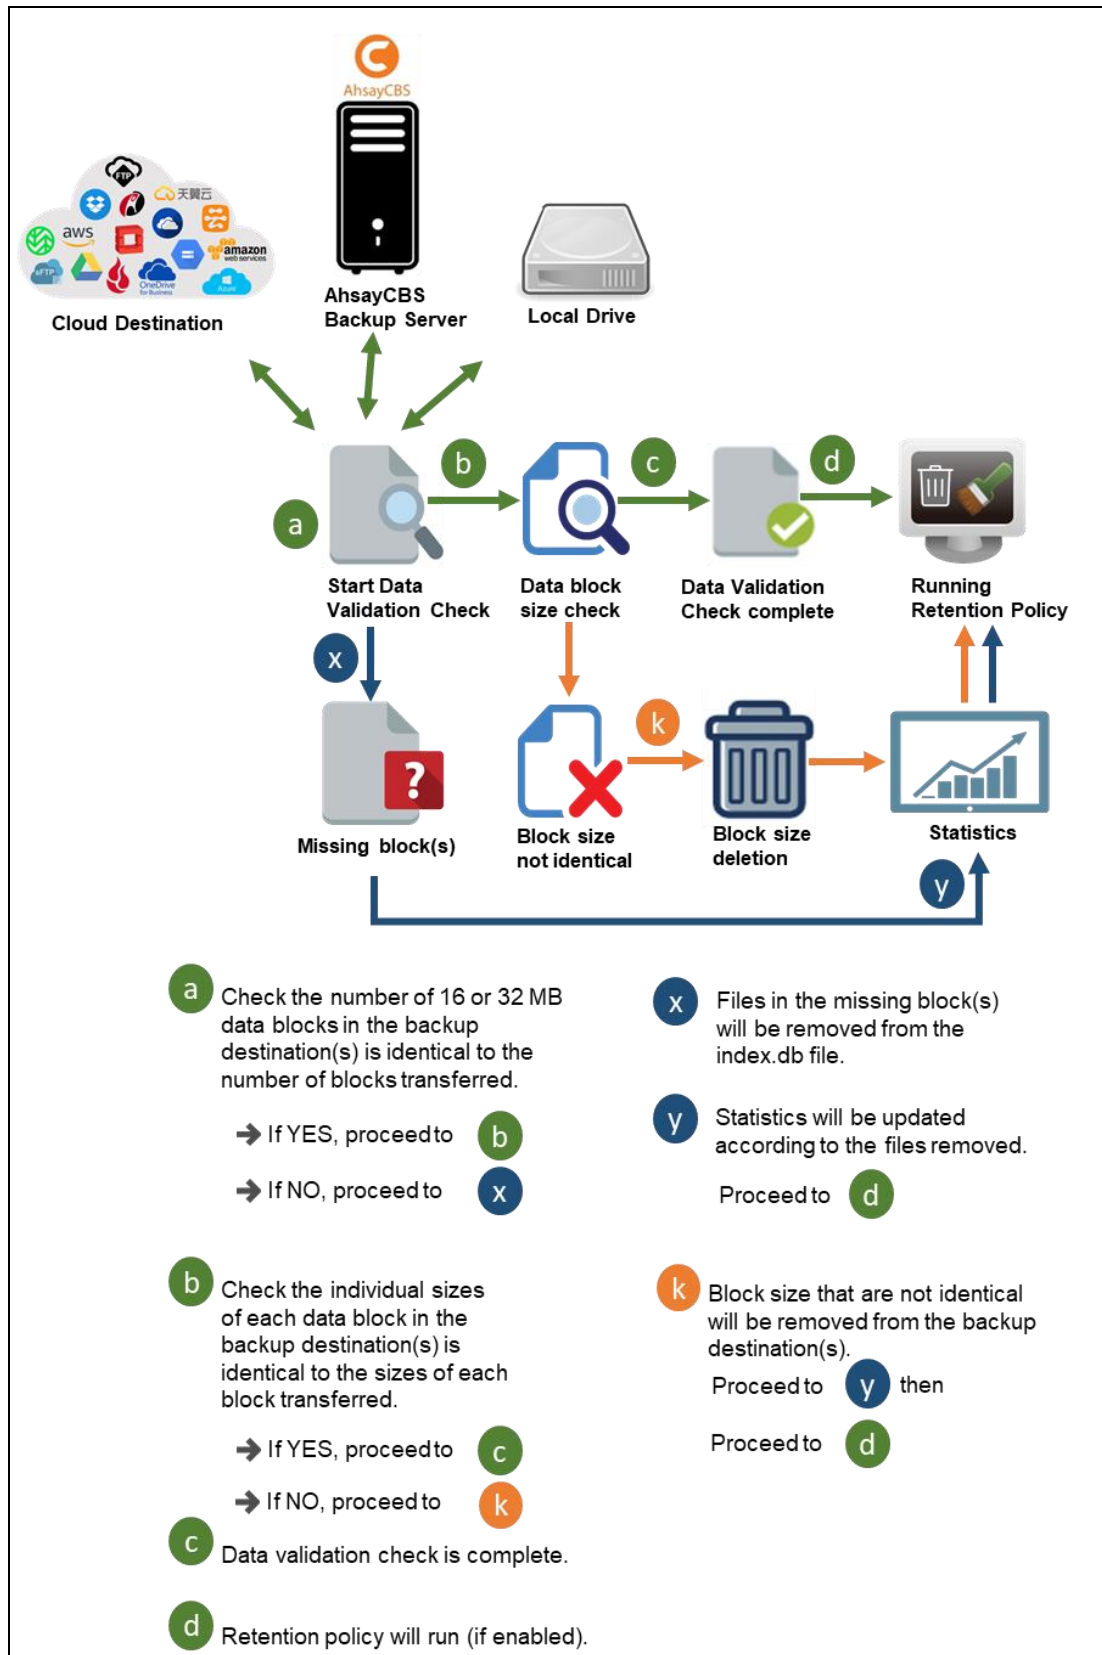 AhsayCBS
FTP
天翼云
aws
amazon
web services
sFTP
OneDrive
for Business
Azure
Cloud Destination
AhsayCBS
Backup Server
Local Drive
a
b
c
d
Start Data
Validation Check
Data block
size check
Data Validation
Check complete
Running
Retention Policy
x
k
?
Missing block(s)
Block size
not identical
Block size
deletion
Statistics
y
a
Check the number of 16 or 32 MB
data blocks in the backup
destination(s) is identical to the
number of blocks transferred.
➔ If YES, proceed to b
➔ If NO, proceed to x
b
Check the individual sizes
of each data block in the
backup destination(s) is
identical to the sizes of each
block transferred.
➔ If YES, proceed to c
➔ If NO, proceed to k
c
Data validation check is complete.
d
Retention policy will run (if enabled).
x
Files in the missing block(s)
will be removed from the
index.db file.
y
Statistics will be updated
according to the files removed.
Proceed to d
k
Block size that are not identical
will be removed from the backup
destination(s).
Proceed to y then
Proceed to d